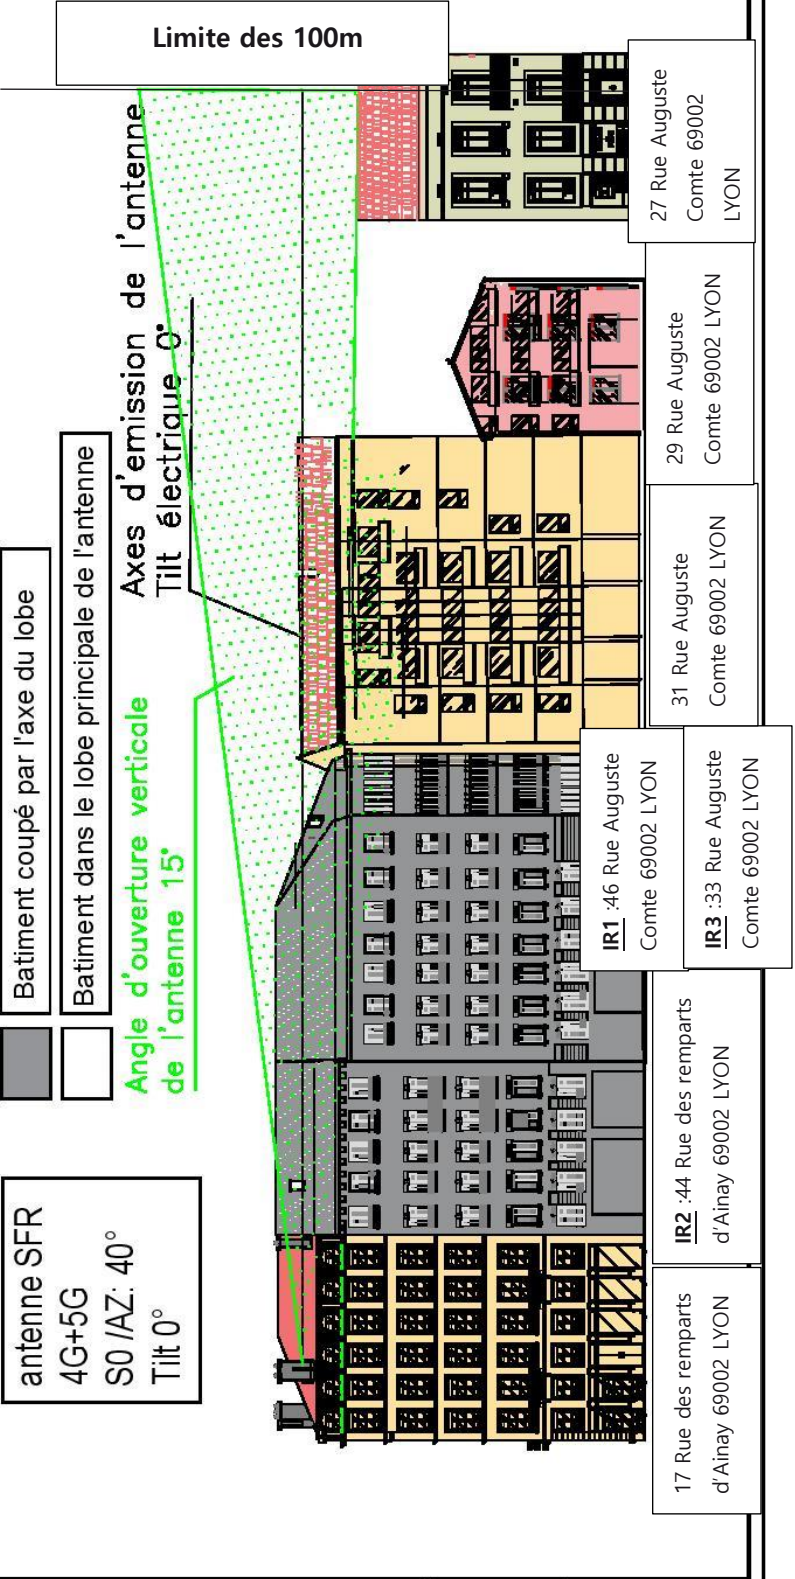 Limite des 100m
antenne SFR
4G+5G
S0 /AZ: 40°
Tilt 0°
Batiment coupé par l'axe du lobe
Batiment dans le lobe principale de l'antenne
Angle d'ouverture verticale
de l'antenne 15°
Axes d'emission de l'antenne
Tilt électrique 0°
17 Rue des remparts
d'Ainay 69002 LYON
IR2 :44 Rue des remparts
d'Ainay 69002 LYON
IR1 :46 Rue Auguste
Comte 69002 LYON
IR3 :33 Rue Auguste
Comte 69002 LYON
31 Rue Auguste
Comte 69002 LYON
29 Rue Auguste
Comte 69002 LYON
27 Rue Auguste
Comte 69002
LYON